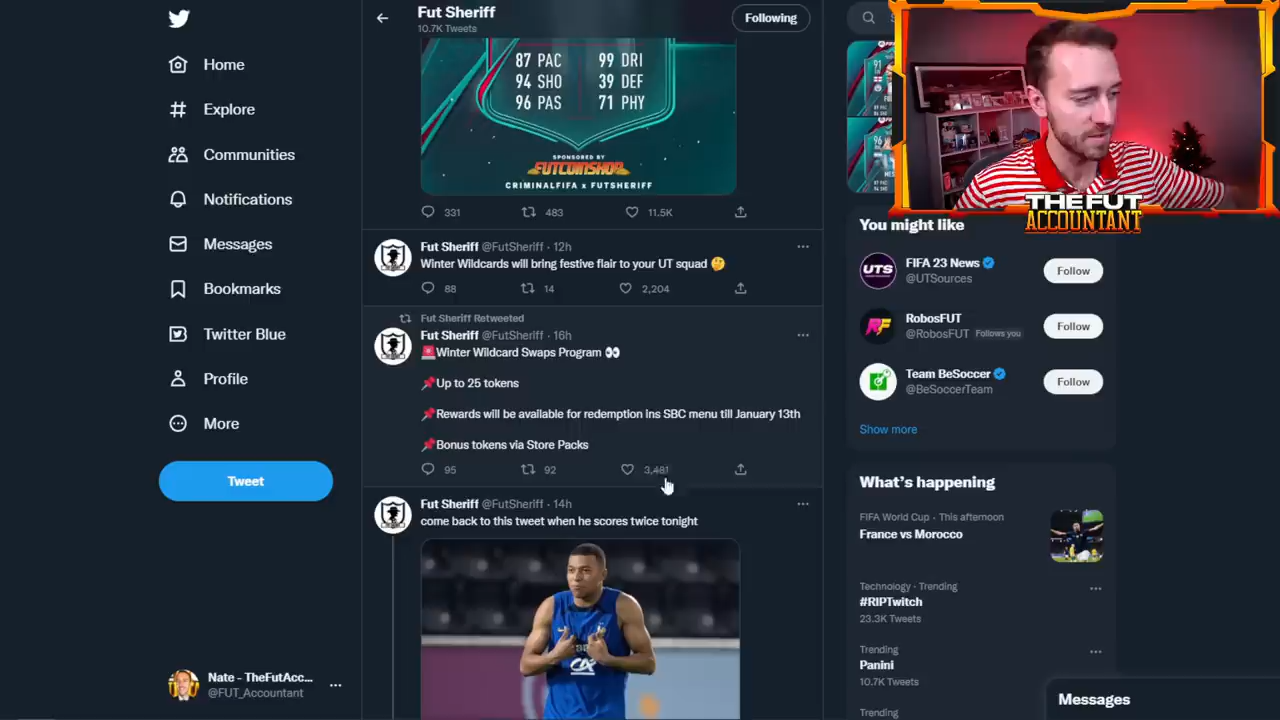 Fut Sheriff
10.7K Tweets
Following
Home
Explore
Communities
Notifications
Messages
Bookmarks
Twitter Blue
Profile
More
Tweet
Nate - TheFutAcc...
@FUT_Accountant
87 PAC 99 DRI
94 SHO 39 DEF
96 PAS 71 PHY
SPONSORED BY
FUTCOINSHOP
CRIMINALFIFA x FUTSHERIFF
331 483 11.5K
Fut Sheriff @FutSheriff · 12h
Winter Wildcards will bring festive flair to your UT squad 🤔
88 14 2,204
Fut Sheriff Retweeted
Fut Sheriff @FutSheriff · 16h
🚨Winter Wildcard Swaps Program 👀
📌Up to 25 tokens
📌Rewards will be available for redemption ins SBC menu till January 13th
📌Bonus tokens via Store Packs
95 92 3,481
Fut Sheriff @FutSheriff · 14h
come back to this tweet when he scores twice tonight
THE FUT
ACCOUNTANT
You might like
FIFA 23 News
@UTSources
Follow
RobosFUT
@RobosFUT Follows you
Follow
Team BeSoccer
@BeSoccerTeam
Follow
Show more
What's happening
FIFA World Cup · This afternoon
France vs Morocco
Technology · Trending
#RIPTwitch
23.3K Tweets
Trending
Panini
10.7K Tweets
Trending
Messages